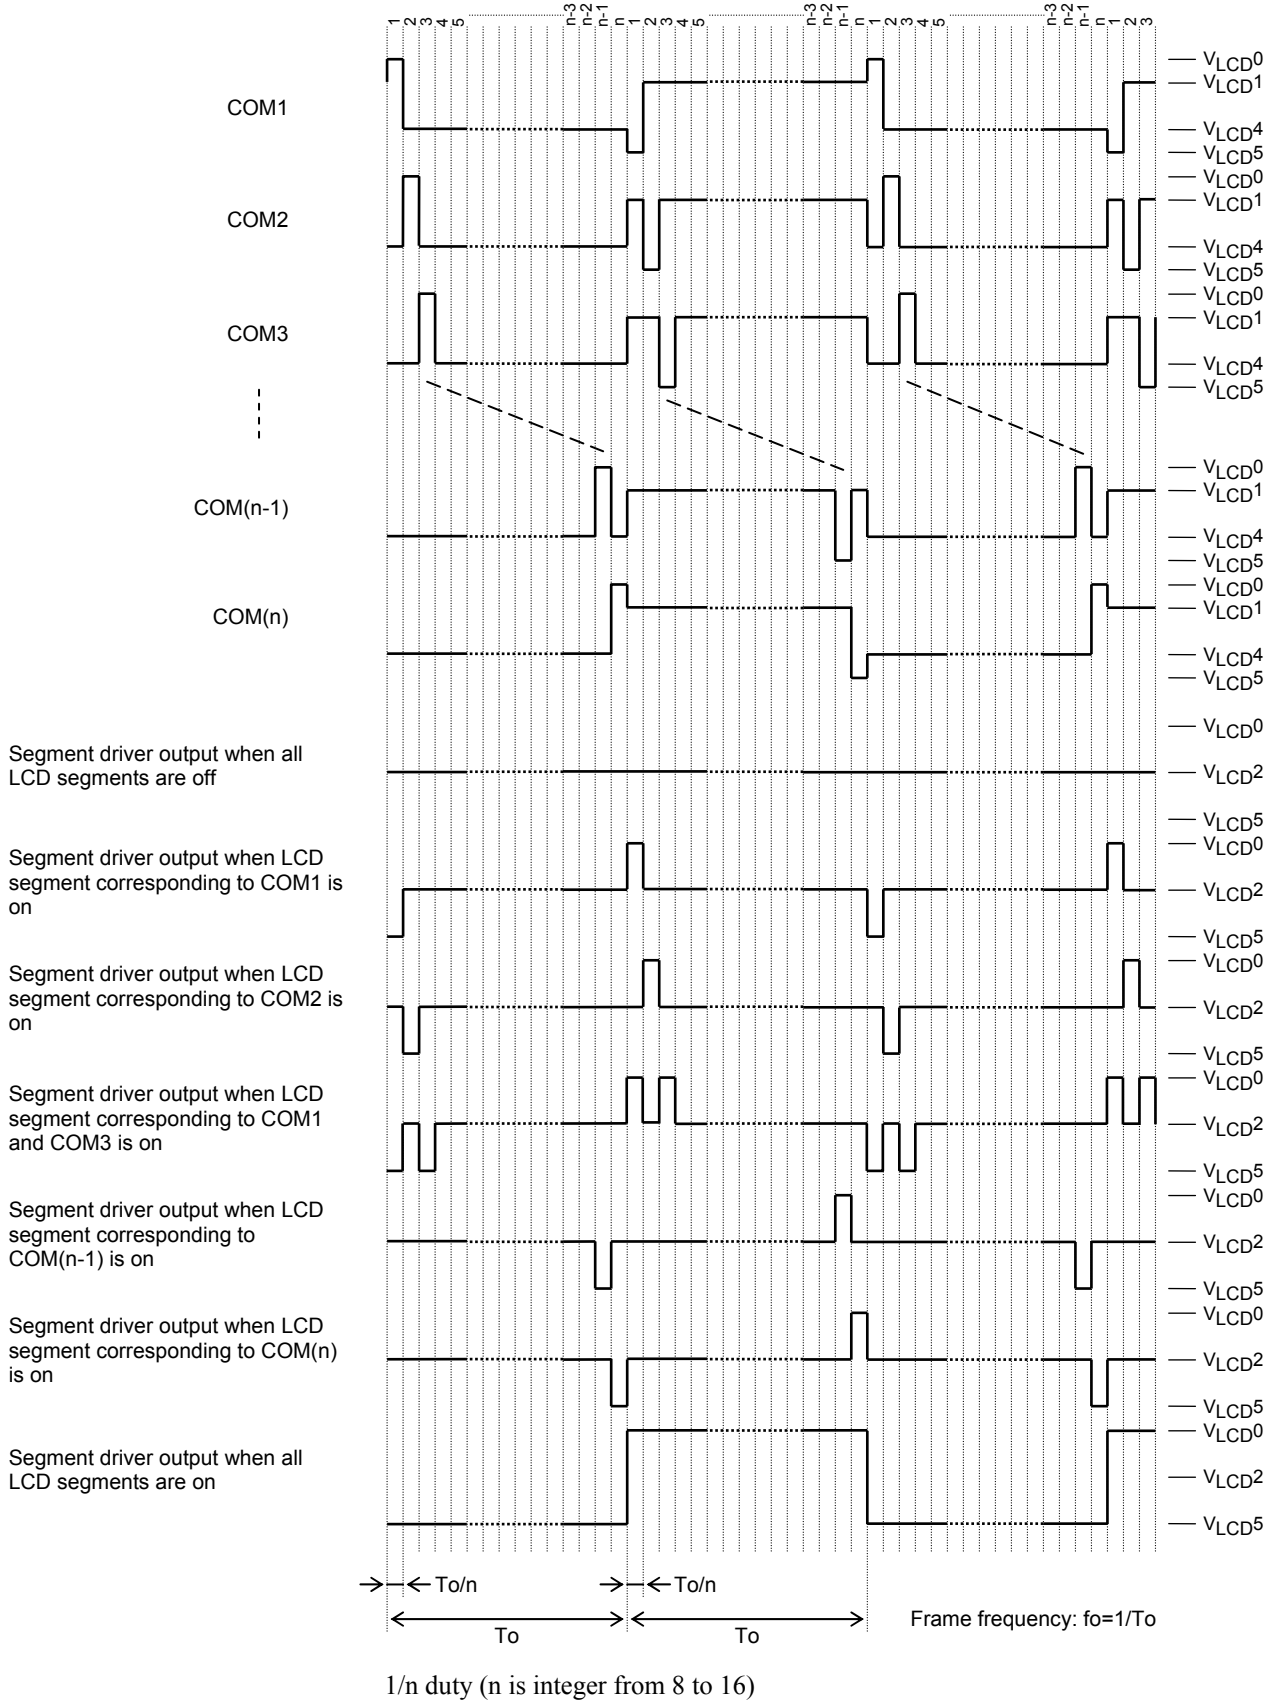 1 2 3 4 5 n-3 n-2 n-1 n 1 2 3 4 5 n-3 n-2 n-1 n 1 2 3 4 5 n-3 n-2 n-1 n 1 2 3
COM1
VLCD0
VLCD1
VLCD4
VLCD5
COM2
VLCD0
VLCD1
VLCD4
VLCD5
COM3
VLCD0
VLCD1
VLCD4
VLCD5
COM(n-1)
VLCD0
VLCD1
VLCD4
VLCD5
COM(n)
VLCD0
VLCD1
VLCD4
VLCD5
Segment driver output when all
LCD segments are off
VLCD0
VLCD2
VLCD5
Segment driver output when LCD
segment corresponding to COM1 is
on
VLCD0
VLCD2
VLCD5
Segment driver output when LCD
segment corresponding to COM2 is
on
VLCD0
VLCD2
VLCD5
Segment driver output when LCD
segment corresponding to COM1
and COM3 is on
VLCD0
VLCD2
VLCD5
Segment driver output when LCD
segment corresponding to
COM(n-1) is on
VLCD0
VLCD2
VLCD5
Segment driver output when LCD
segment corresponding to COM(n)
is on
VLCD0
VLCD2
VLCD5
Segment driver output when all
LCD segments are on
VLCD0
VLCD2
VLCD5
To/n To/n
To To
Frame frequency: fo=1/To
1/n duty (n is integer from 8 to 16)